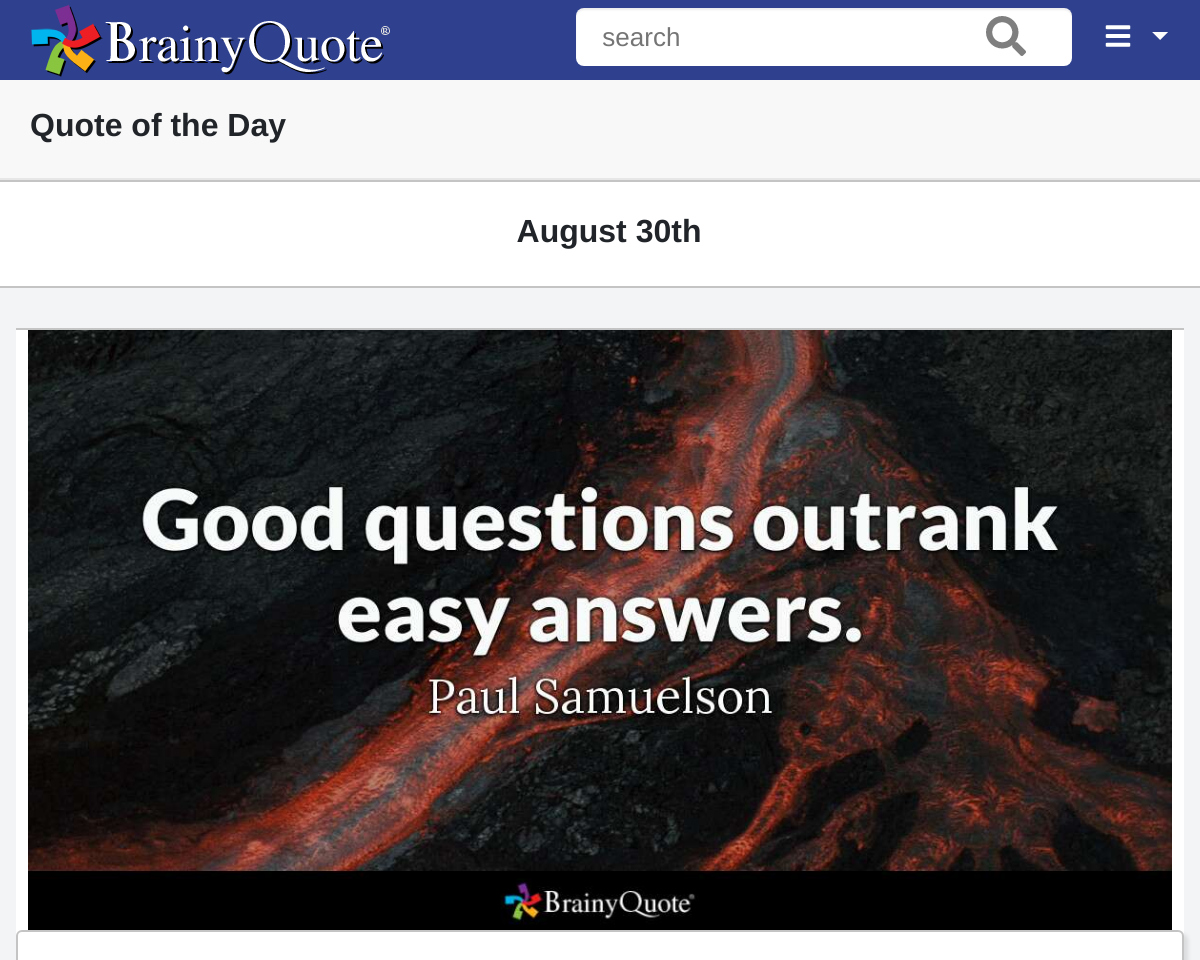 BrainyQuote®
search
Quote of the Day
August 30th
Good questions outrank
easy answers.
Paul Samuelson
BrainyQuote®